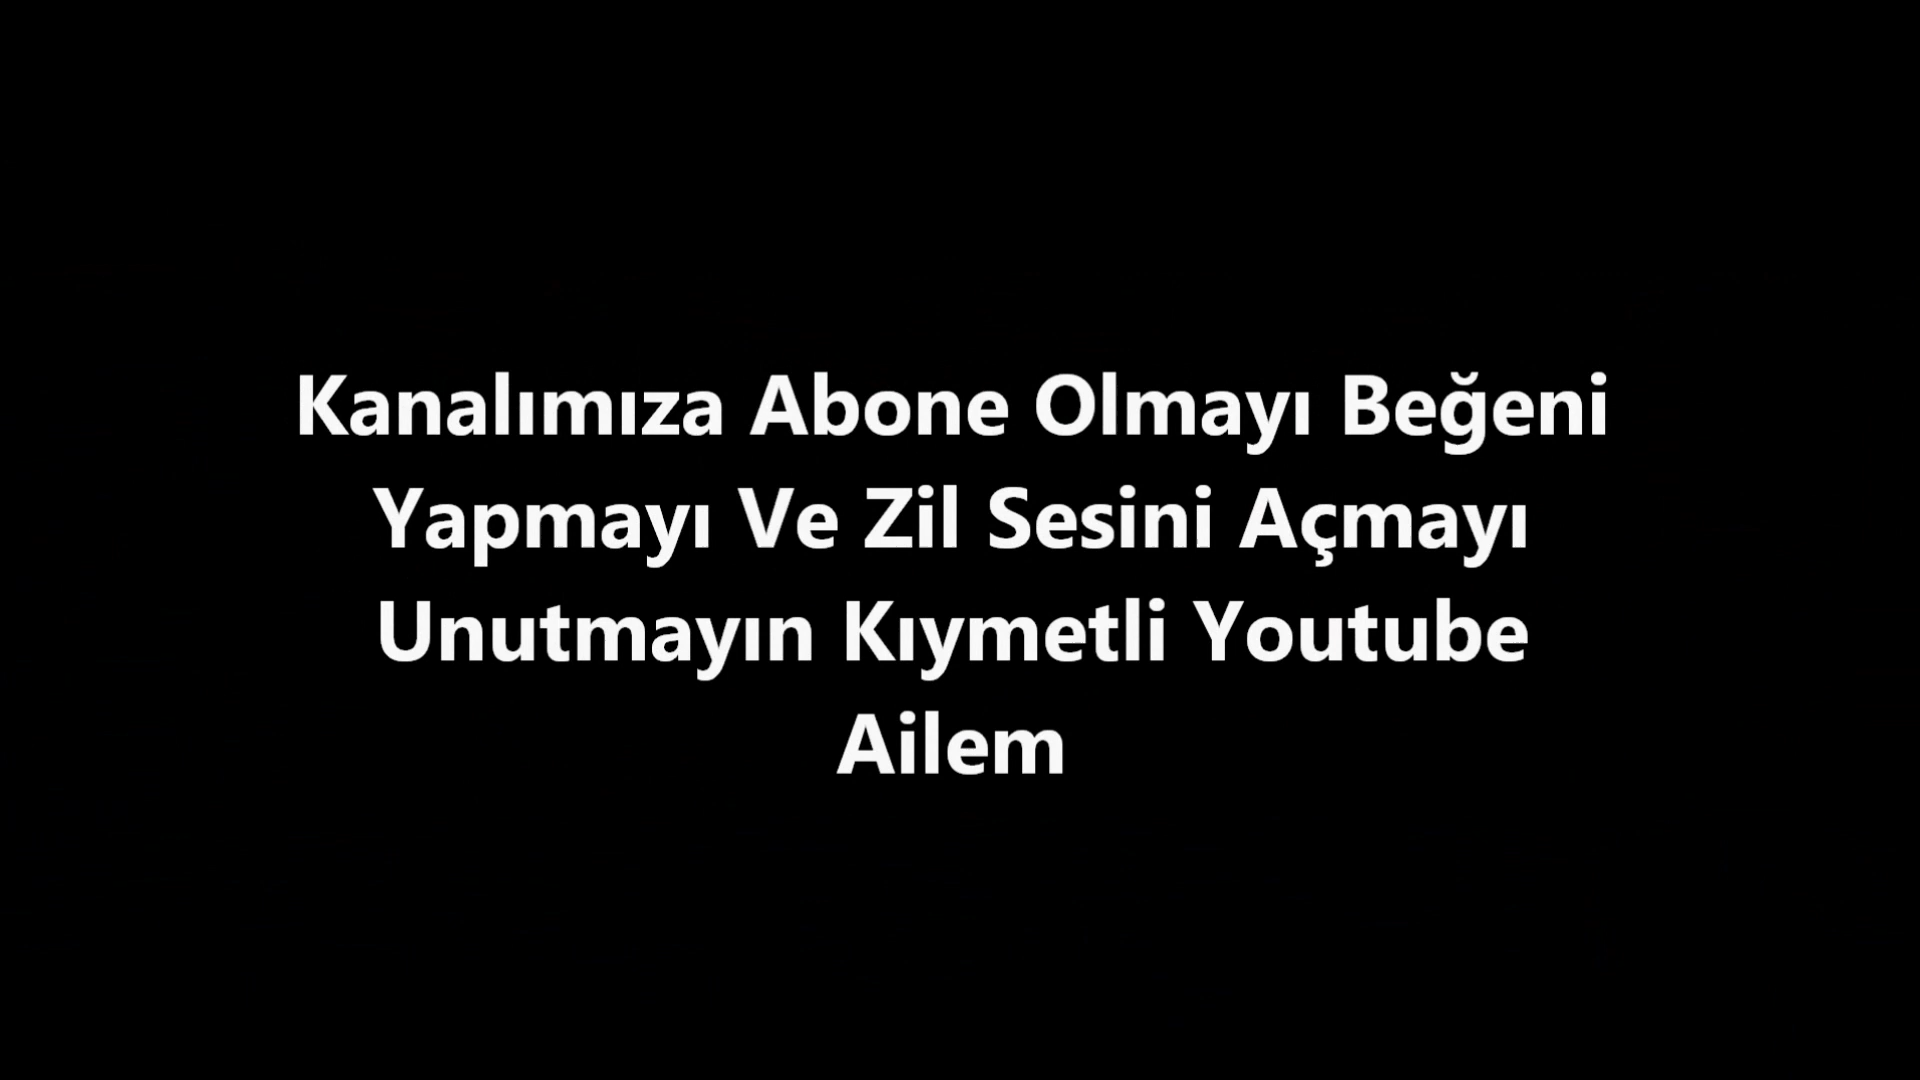 Kanalımıza Abone Olmayı Beğeni
Yapmayı Ve Zil Sesini Açmayı
Unutmayın Kıymetli Youtube
Ailem